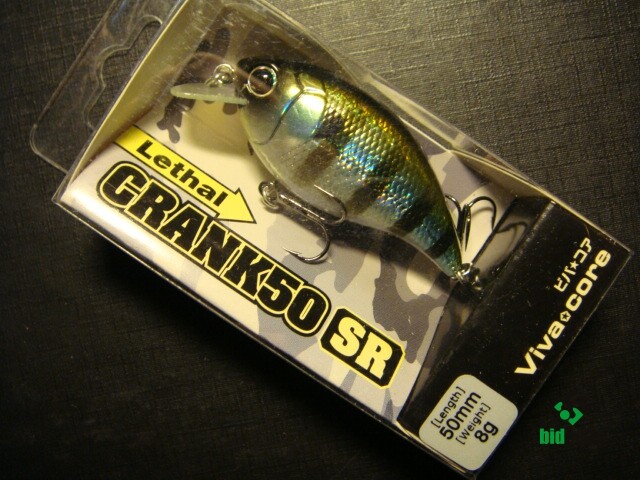 Lethal
CRANK50
SR
ビバ★コア
Viva✩core
[Length]
50mm
[Weight]
8g
bid